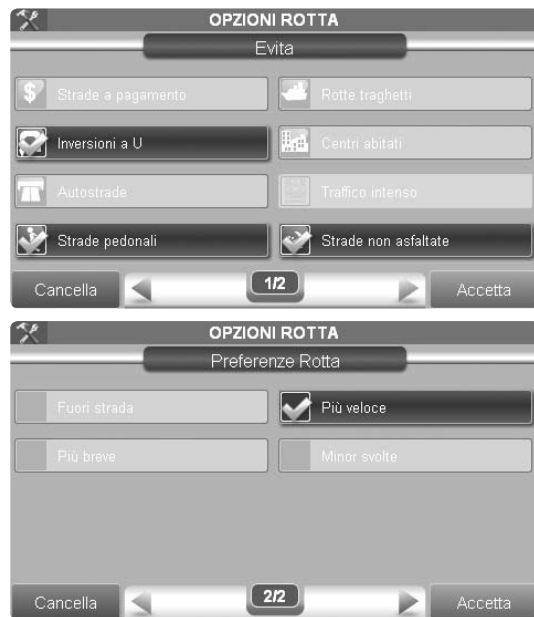 OPZIONI ROTTA
Evita
Strade a pagamento
Rotte traghetti
Inversioni a U
Centri abitati
Autostrade
Traffico intenso
Strade pedonali
Strade non asfaltate
Cancella
1/2
Accetta
OPZIONI ROTTA
Preferenze Rotta
Fuori strada
Più veloce
Più breve
Minor svolte
Cancella
2/2
Accetta